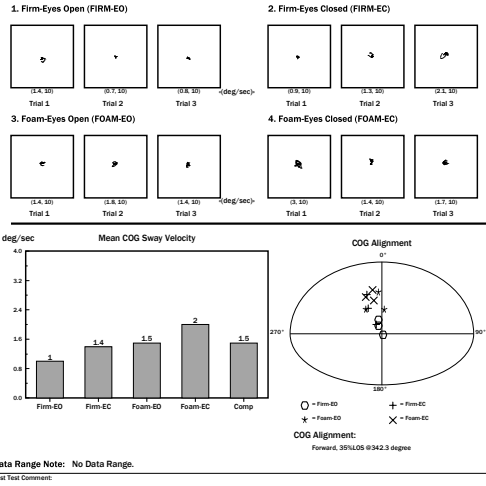 1. Firm-Eyes Open (FIRM-EO) 2. Firm-Eyes Closed (FIRM-EC)
(1.4, 10) (0.7, 10) (0.8, 10) <(deg/sec)> (0.9, 10) (1.3, 10) (2.1, 10)
Trial 1 Trial 2 Trial 3 Trial 1 Trial 2 Trial 3
3. Foam-Eyes Open (FOAM-EO) 4. Foam-Eyes Closed (FOAM-EC)
(1.4, 10) (1.8, 10) (1.4, 10) <(deg/sec)> (3, 10) (1.4, 10) (1.7, 10)
Trial 1 Trial 2 Trial 3 Trial 1 Trial 2 Trial 3
deg/sec Mean COG Sway Velocity
4.0
3.2
2.4
1.6
0.8
0.0
1 1.4 1.5 2 1.5
Firm-EO Firm-EC Foam-EO Foam-EC Comp
COG Alignment
0°
270° 90°
180°
= Firm-EO = Firm-EC
= Foam-EO = Foam-EC
COG Alignment:
Forward, 35%LOS @342.3 degree
ata Range Note: No Data Range.
st Test Comment: